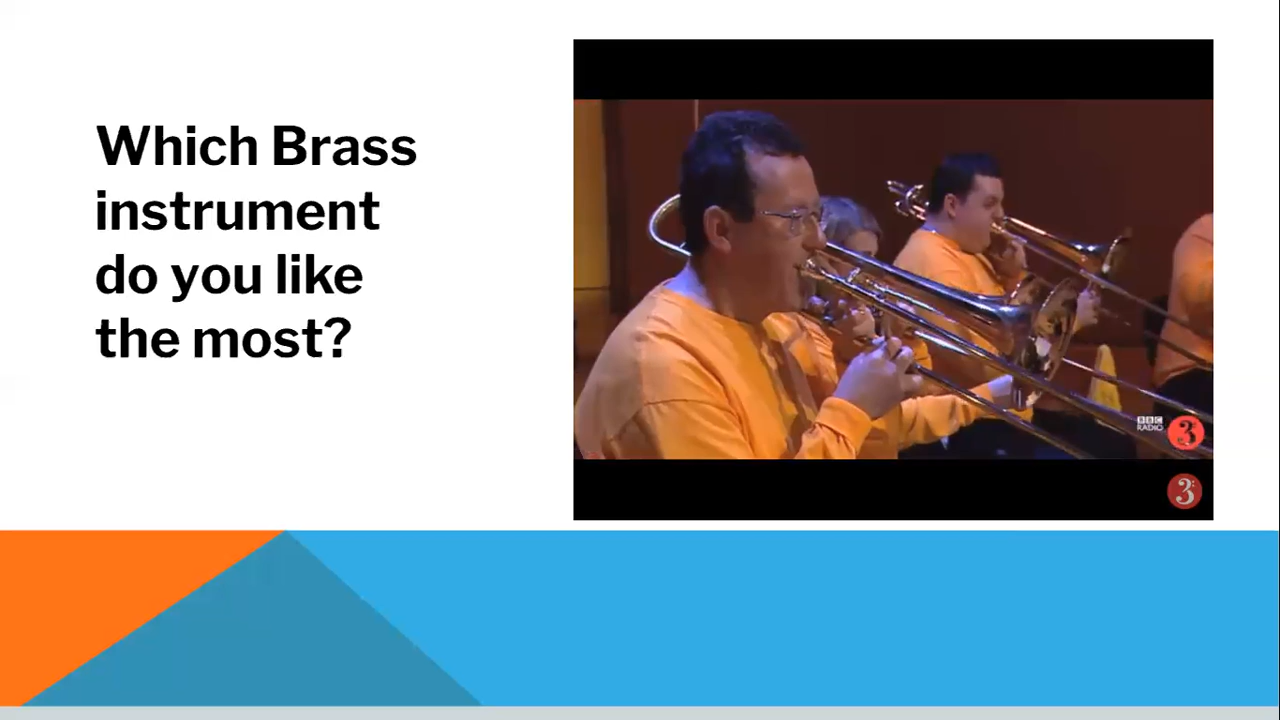 Which Brass
instrument
do you like
the most?
BBC
RADIO
3
3